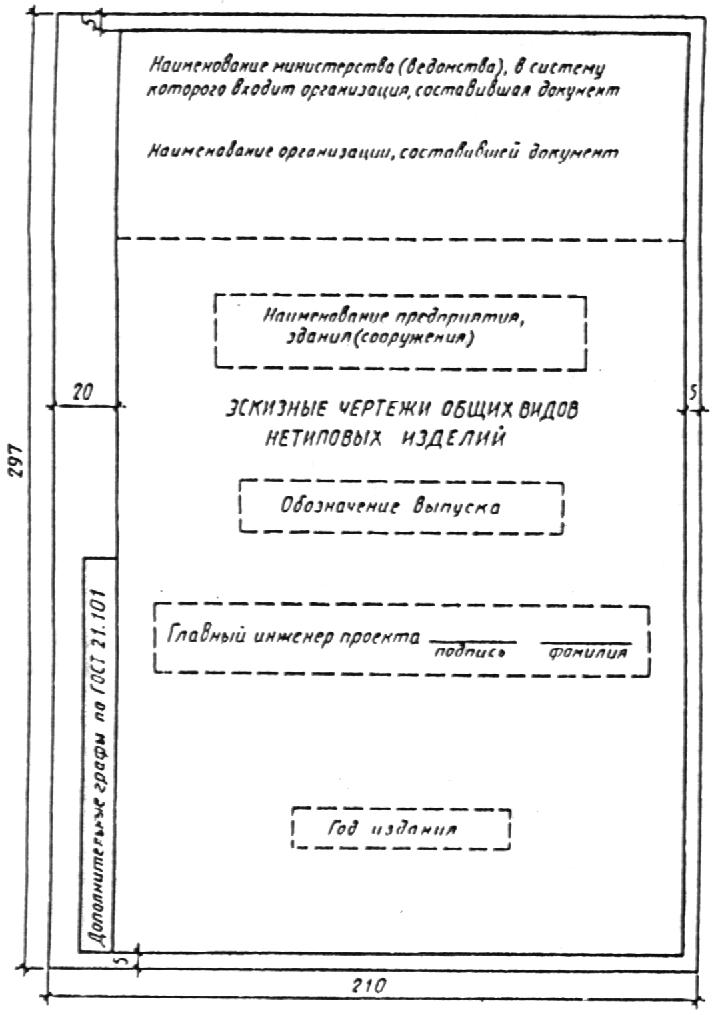 5
Наименование министерства (ведомства), в систему
которого входит организация, составившая документ
Наименование организации, составившей документ
Наименование предприятия,
здания (сооружения)
20
5
ЭСКИЗНЫЕ ЧЕРТЕЖИ ОБЩИХ ВИДОВ
НЕТИПОВЫХ ИЗДЕЛИЙ
297
Обозначение выпуска
Главный инженер проекта
подпись
фамилия
Дополнительные графы по ГОСТ 21.101
Год издания
5
210